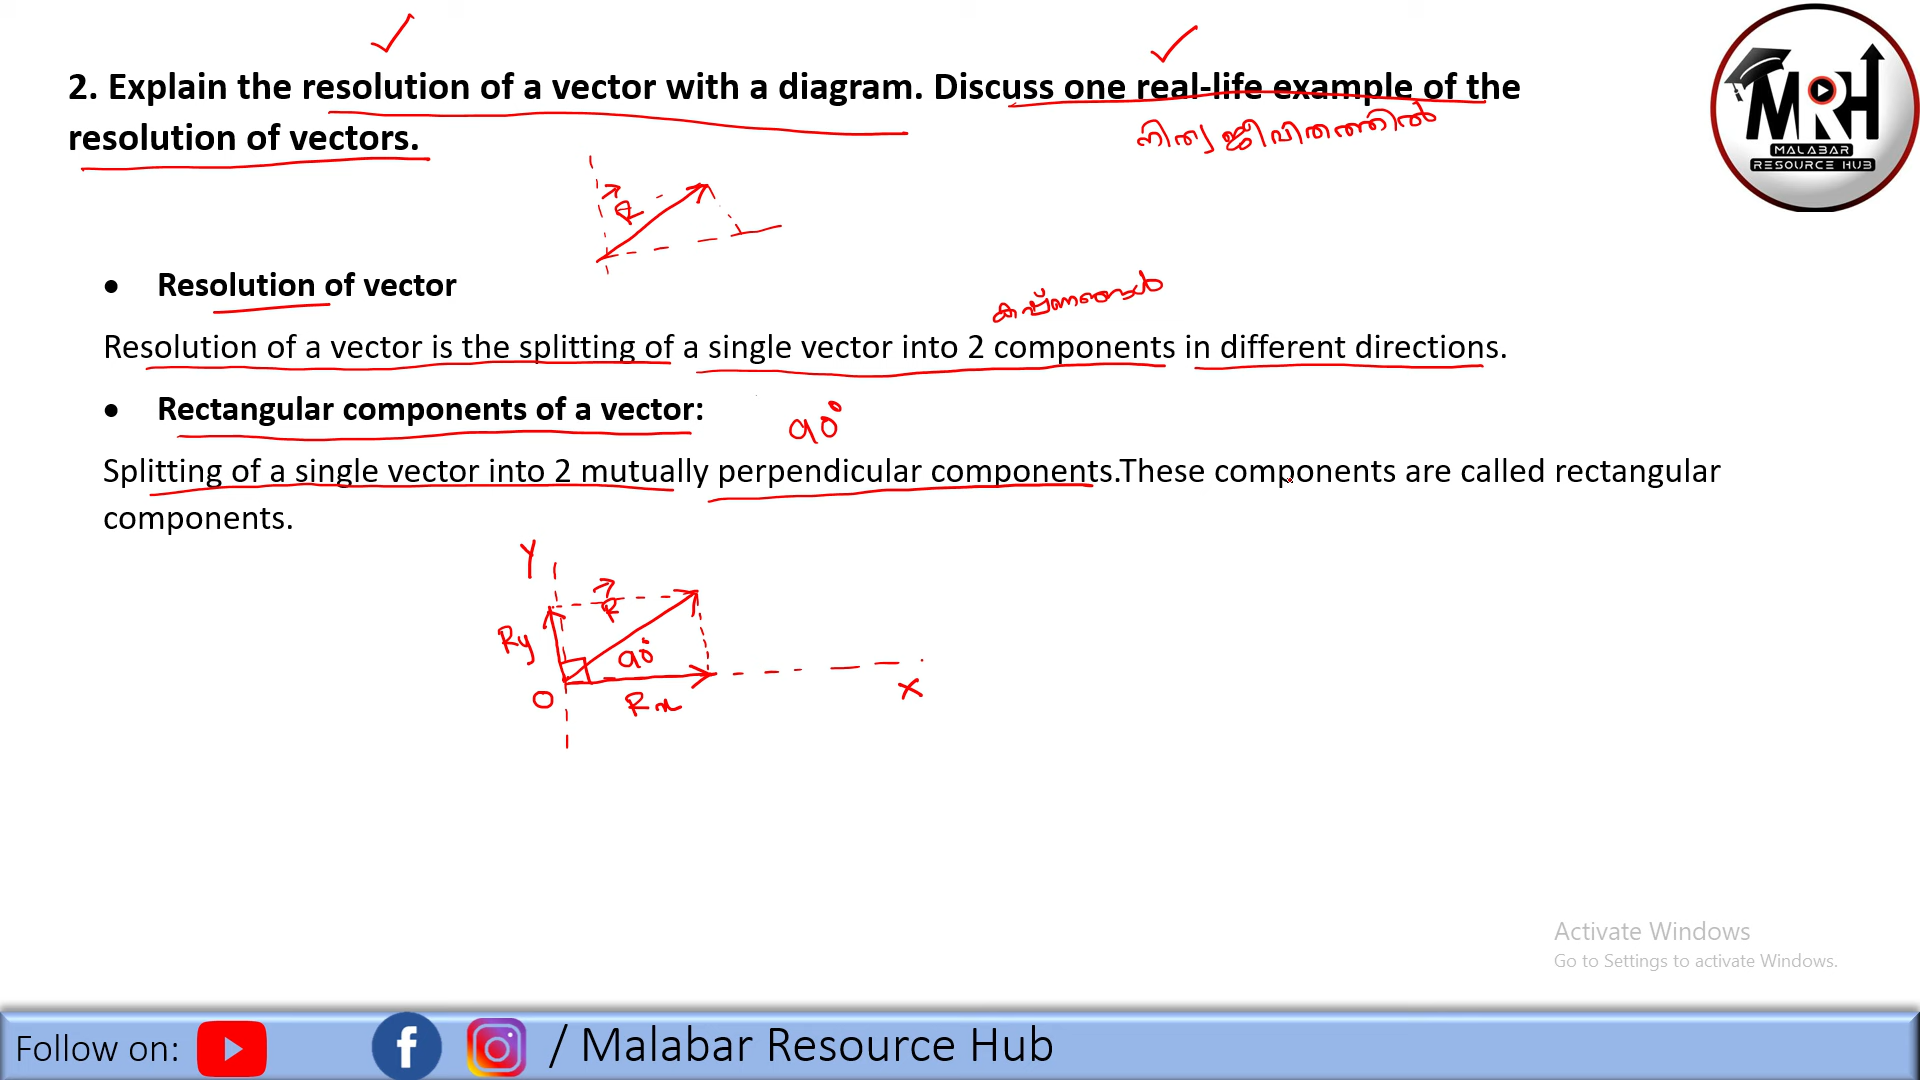 2. Explain the resolution of a vector with a diagram. Discuss one real-life example of the
resolution of vectors.
നിത്യജീവിതത്തിൽ
MRH
MALABAR
RESOURCE HUB
R
• Resolution of vector
കഷ്ണങ്ങൾ
Resolution of a vector is the splitting of a single vector into 2 components in different directions.
• Rectangular components of a vector:
90°
Splitting of a single vector into 2 mutually perpendicular components.These components are called rectangular
components.
Y
R
Ry
90°
O
Rx
X
Activate Windows
Go to Settings to activate Windows.
Follow on: / Malabar Resource Hub